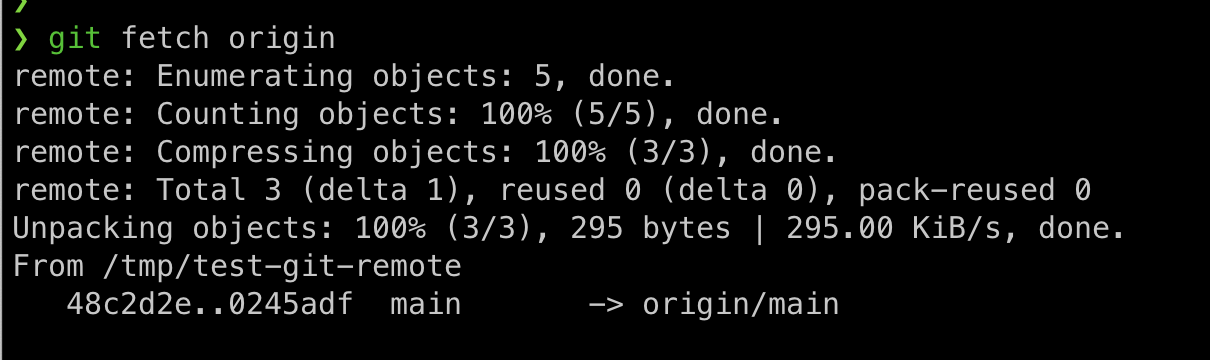 ❯
❯ git fetch origin
remote: Enumerating objects: 5, done.
remote: Counting objects: 100% (5/5), done.
remote: Compressing objects: 100% (3/3), done.
remote: Total 3 (delta 1), reused 0 (delta 0), pack-reused 0
Unpacking objects: 100% (3/3), 295 bytes | 295.00 KiB/s, done.
From /tmp/test-git-remote
   48c2d2e..0245adf  main       -> origin/main